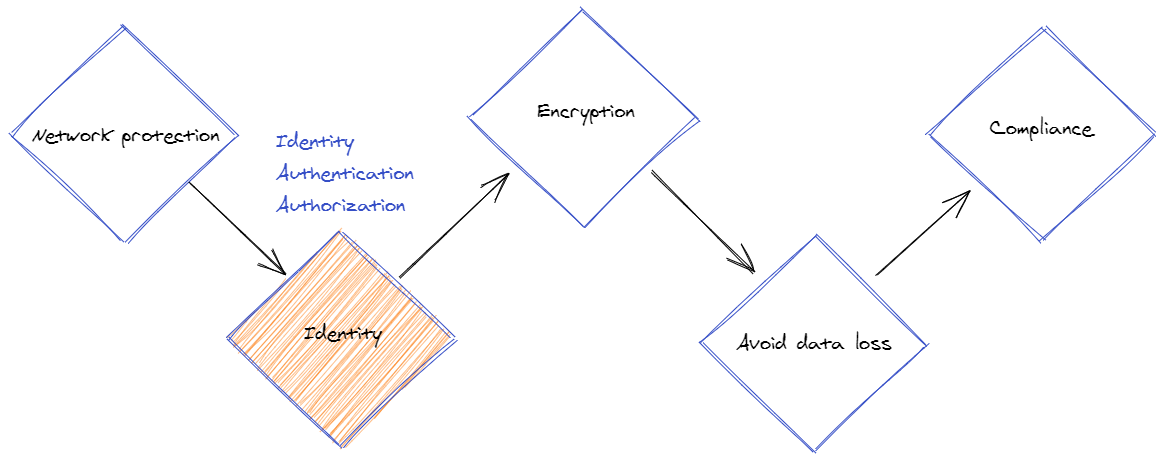 Network protection
Identity
Authentication
Authorization
Identity
Encryption
Avoid data loss
Compliance